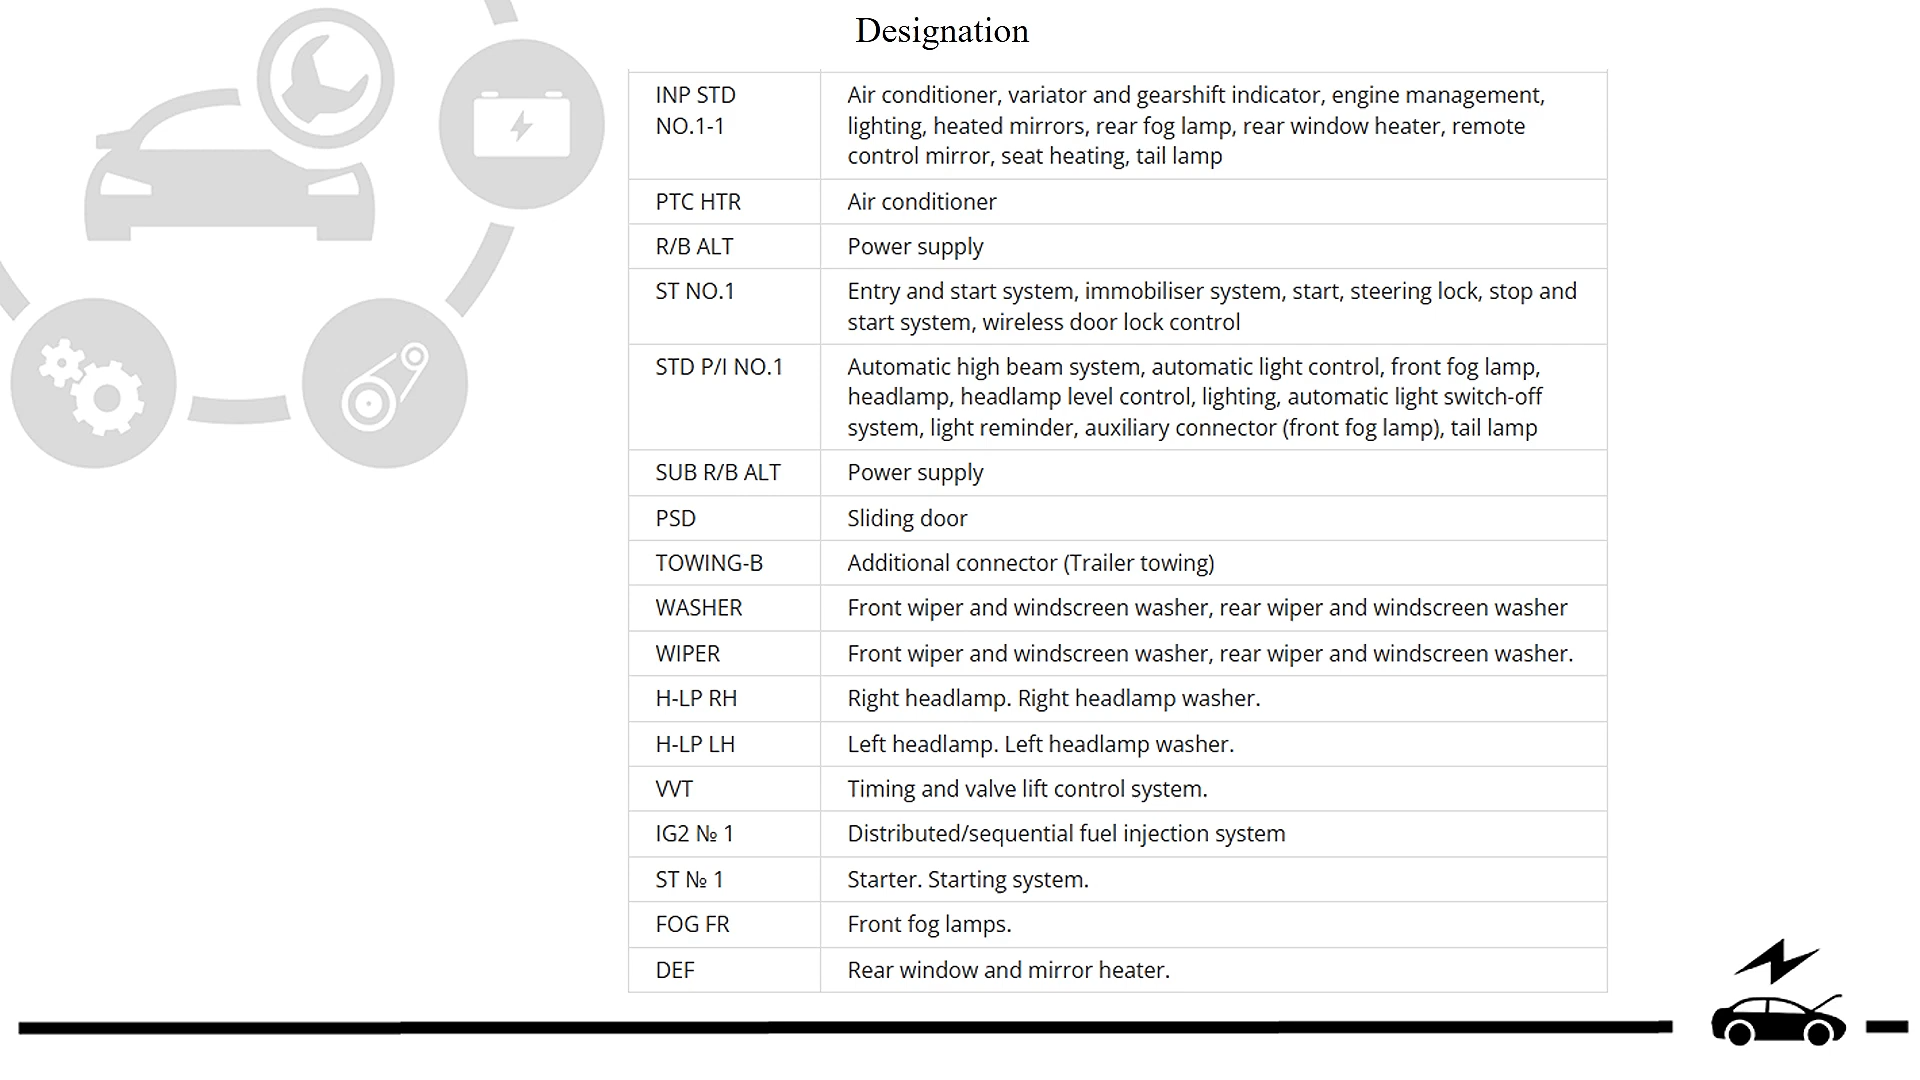 Designation
INP STD
NO.1-1
Air conditioner, variator and gearshift indicator, engine management,
lighting, heated mirrors, rear fog lamp, rear window heater, remote
control mirror, seat heating, tail lamp
PTC HTR
Air conditioner
R/B ALT
Power supply
ST NO.1
Entry and start system, immobiliser system, start, steering lock, stop and
start system, wireless door lock control
STD P/I NO.1
Automatic high beam system, automatic light control, front fog lamp,
headlamp, headlamp level control, lighting, automatic light switch-off
system, light reminder, auxiliary connector (front fog lamp), tail lamp
SUB R/B ALT
Power supply
PSD
Sliding door
TOWING-B
Additional connector (Trailer towing)
WASHER
Front wiper and windscreen washer, rear wiper and windscreen washer
WIPER
Front wiper and windscreen washer, rear wiper and windscreen washer.
H-LP RH
Right headlamp. Right headlamp washer.
H-LP LH
Left headlamp. Left headlamp washer.
VVT
Timing and valve lift control system.
IG2 № 1
Distributed/sequential fuel injection system
ST № 1
Starter. Starting system.
FOG FR
Front fog lamps.
DEF
Rear window and mirror heater.